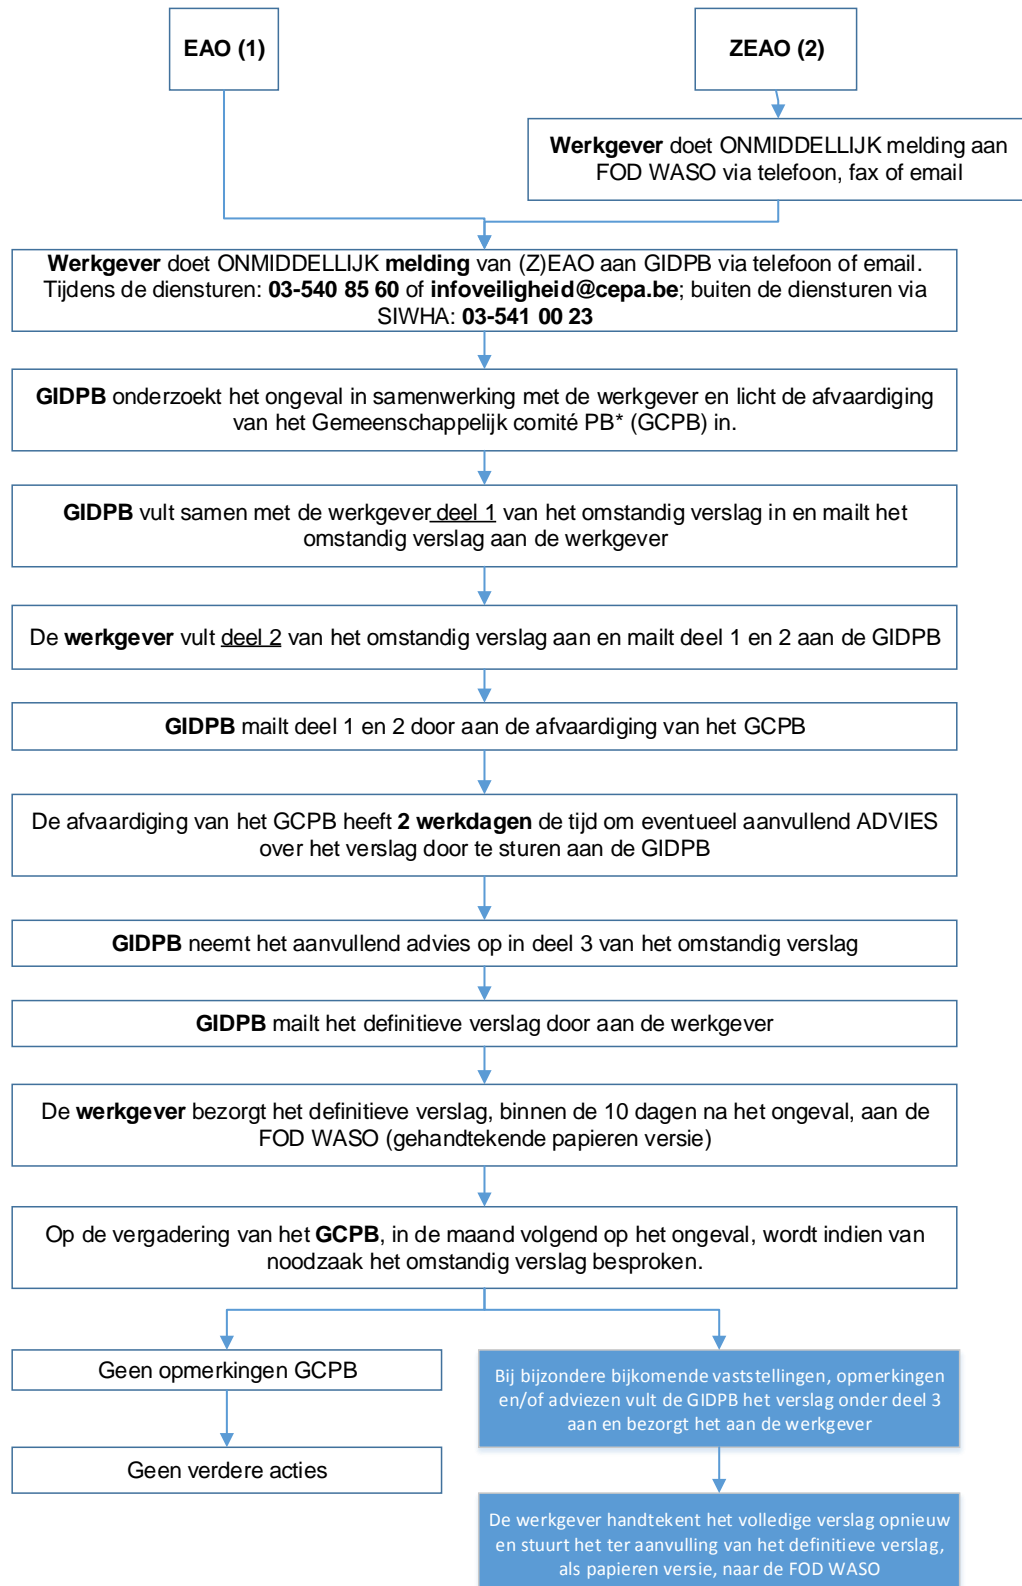 EAO (1)
ZEAO (2)
Werkgever doet ONMIDDELLIJK melding aan
FOD WASO via telefoon, fax of email
Werkgever doet ONMIDDELLIJK melding van (Z)EAO aan GIDPB via telefoon of email.
Tijdens de diensturen: 03-540 85 60 of infoveiligheid@cepa.be; buiten de diensturen via
SIWHA: 03-541 00 23
GIDPB onderzoekt het ongeval in samenwerking met de werkgever en licht de afvaardiging
van het Gemeenschappelijk comité PB* (GCPB) in.
GIDPB vult samen met de werkgever deel 1 van het omstandig verslag in en mailt het
omstandig verslag aan de werkgever
De werkgever vult deel 2 van het omstandig verslag aan en mailt deel 1 en 2 aan de GIDPB
GIDPB mailt deel 1 en 2 door aan de afvaardiging van het GCPB
De afvaardiging van het GCPB heeft 2 werkdagen de tijd om eventueel aanvullend ADVIES
over het verslag door te sturen aan de GIDPB
GIDPB neemt het aanvullend advies op in deel 3 van het omstandig verslag
GIDPB mailt het definitieve verslag door aan de werkgever
De werkgever bezorgt het definitieve verslag, binnen de 10 dagen na het ongeval, aan de
FOD WASO (gehandtekende papieren versie)
Op de vergadering van het GCPB, in de maand volgend op het ongeval, wordt indien van
noodzaak het omstandig verslag besproken.
Geen opmerkingen GCPB
Geen verdere acties
Bij bijzondere bijkomende vaststellingen, opmerkingen
en/of adviezen vult de GIDPB het verslag onder deel 3
aan en bezorgt het aan de werkgever
De werkgever handtekent het volledige verslag opnieuw
en stuurt het ter aanvulling van het definitieve verslag,
als papieren versie, naar de FOD WASO